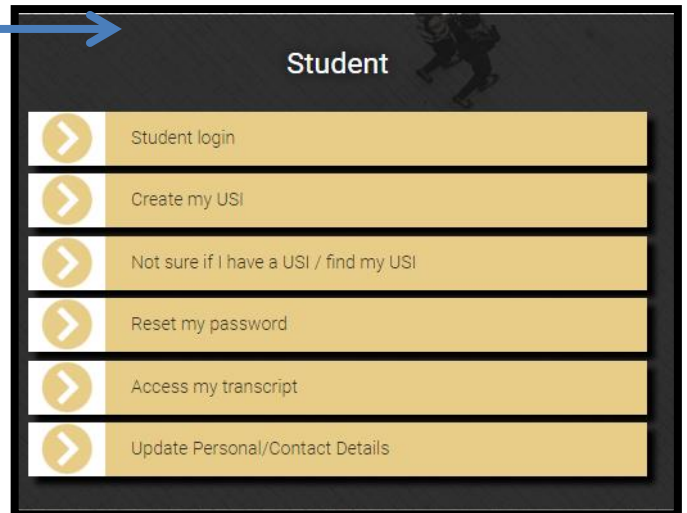 Student
Student login
Create my USI
Not sure if I have a USI / find my USI
Reset my password
Access my transcript
Update Personal/Contact Details